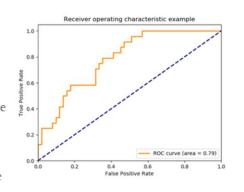 Receiver operating characteristic example
1.0
0.8
0.6
0.4
0.2
0.0
True Positive Rate
0.0 0.2 0.4 0.6 0.8 1.0
False Positive Rate
ROC curve (area = 0.79)